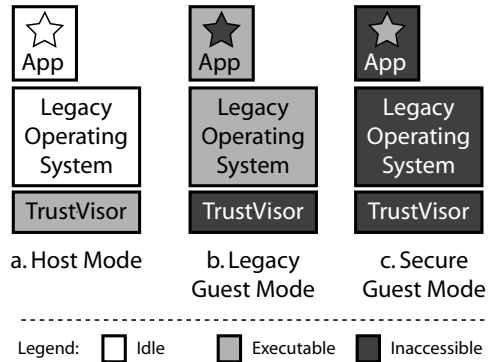 App
App
App
Legacy
Operating
System
Legacy
Operating
System
Legacy
Operating
System
TrustVisor
TrustVisor
TrustVisor
a. Host Mode
b. Legacy
Guest Mode
c. Secure
Guest Mode
Legend: Idle Executable Inaccessible